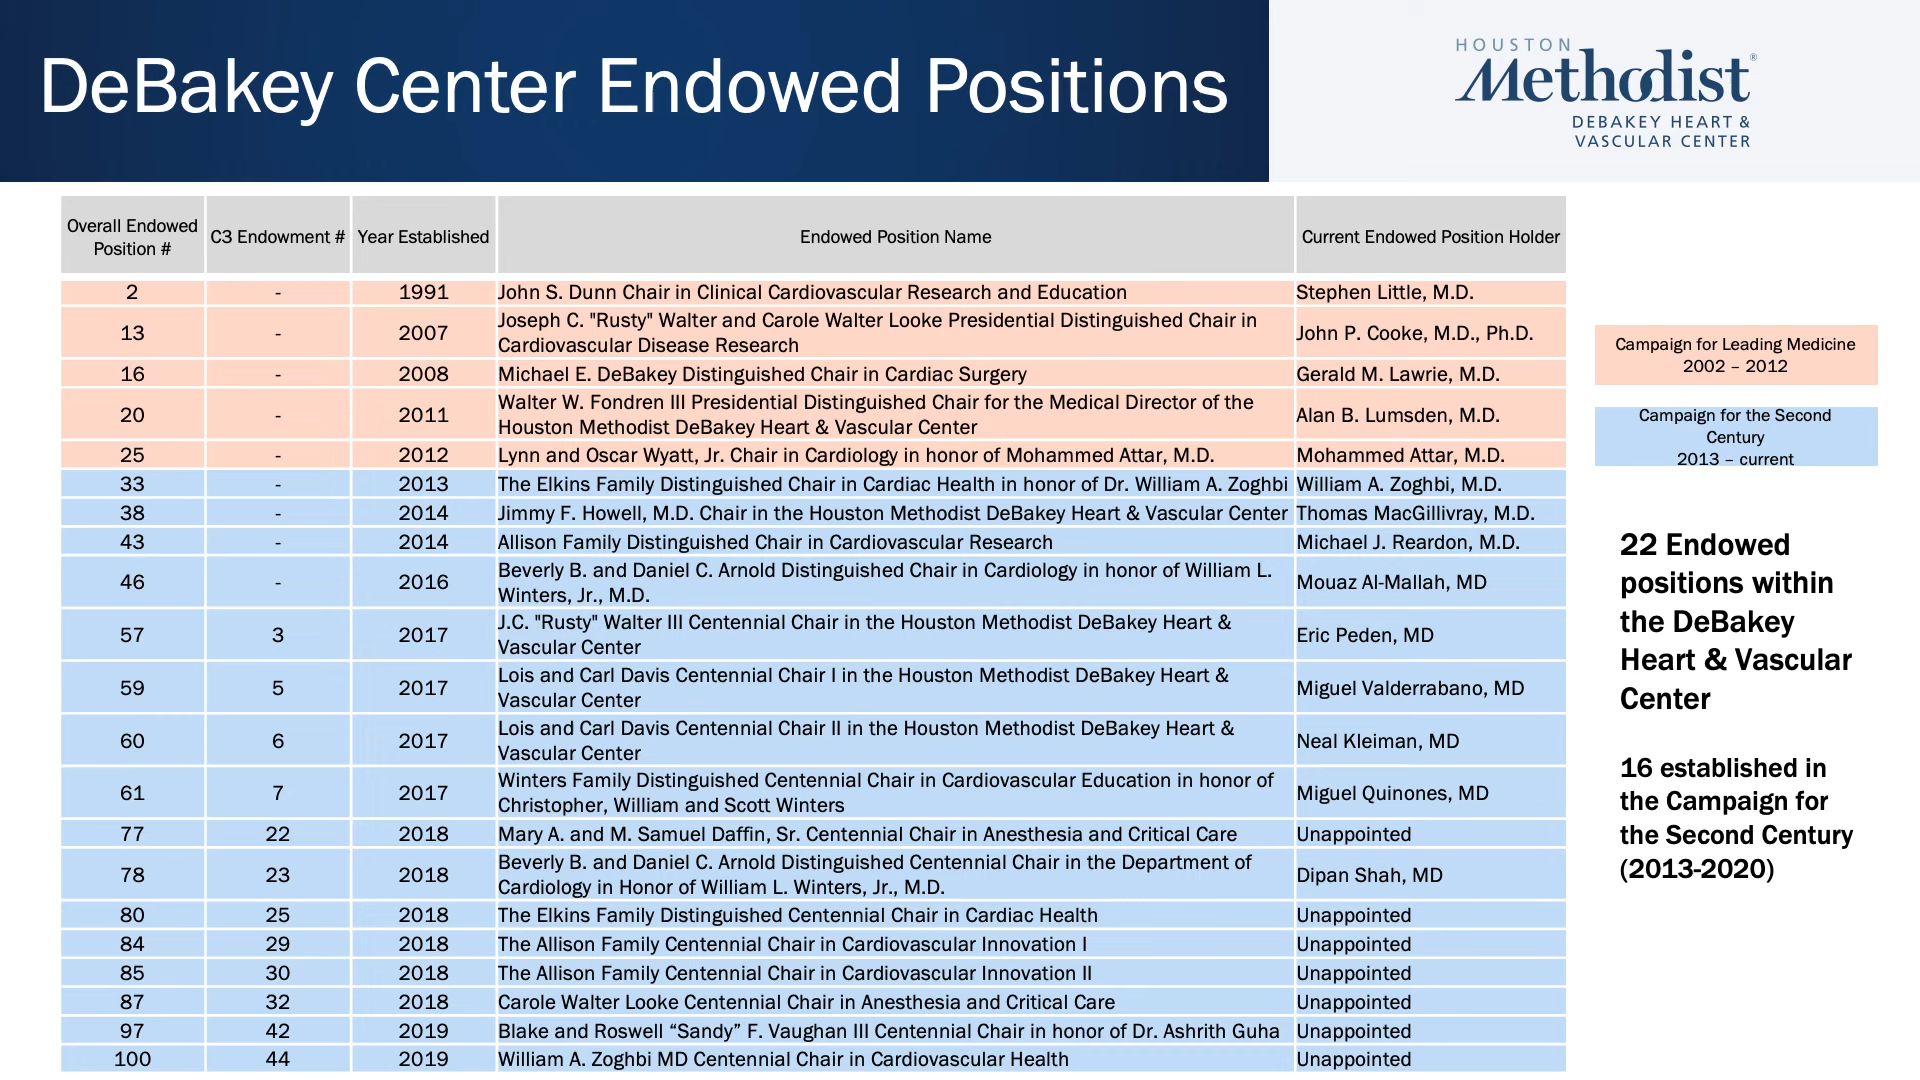 DeBakey Center Endowed Positions
HOUSTON
Methodist®
DEBAKEY HEART &
VASCULAR CENTER
Overall Endowed
Position #
C3 Endowment #
Year Established
Endowed Position Name
Current Endowed Position Holder
2 - 1991 John S. Dunn Chair in Clinical Cardiovascular Research and Education Stephen Little, M.D.
13 - 2007 Joseph C. "Rusty" Walter and Carole Walter Looke Presidential Distinguished Chair in
Cardiovascular Disease Research John P. Cooke, M.D., Ph.D.
16 - 2008 Michael E. DeBakey Distinguished Chair in Cardiac Surgery Gerald M. Lawrie, M.D.
20 - 2011 Walter W. Fondren III Presidential Distinguished Chair for the Medical Director of the
Houston Methodist DeBakey Heart & Vascular Center Alan B. Lumsden, M.D.
25 - 2012 Lynn and Oscar Wyatt, Jr. Chair in Cardiology in honor of Mohammed Attar, M.D. Mohammed Attar, M.D.
33 - 2013 The Elkins Family Distinguished Chair in Cardiac Health in honor of Dr. William A. Zoghbi William A. Zoghbi, M.D.
38 - 2014 Jimmy F. Howell, M.D. Chair in the Houston Methodist DeBakey Heart & Vascular Center Thomas MacGillivray, M.D.
43 - 2014 Allison Family Distinguished Chair in Cardiovascular Research Michael J. Reardon, M.D.
46 - 2016 Beverly B. and Daniel C. Arnold Distinguished Chair in Cardiology in honor of William L.
Winters, Jr., M.D. Mouaz Al-Mallah, MD
57 3 2017 J.C. "Rusty" Walter III Centennial Chair in the Houston Methodist DeBakey Heart &
Vascular Center Eric Peden, MD
59 5 2017 Lois and Carl Davis Centennial Chair I in the Houston Methodist DeBakey Heart &
Vascular Center Miguel Valderrabano, MD
60 6 2017 Lois and Carl Davis Centennial Chair II in the Houston Methodist DeBakey Heart &
Vascular Center Neal Kleiman, MD
61 7 2017 Winters Family Distinguished Centennial Chair in Cardiovascular Education in honor of
Christopher, William and Scott Winters Miguel Quinones, MD
77 22 2018 Mary A. and M. Samuel Daffin, Sr. Centennial Chair in Anesthesia and Critical Care Unappointed
78 23 2018 Beverly B. and Daniel C. Arnold Distinguished Centennial Chair in the Department of
Cardiology in Honor of William L. Winters, Jr., M.D. Dipan Shah, MD
80 25 2018 The Elkins Family Distinguished Centennial Chair in Cardiac Health Unappointed
84 29 2018 The Allison Family Centennial Chair in Cardiovascular Innovation I Unappointed
85 30 2018 The Allison Family Centennial Chair in Cardiovascular Innovation II Unappointed
87 32 2018 Carole Walter Looke Centennial Chair in Anesthesia and Critical Care Unappointed
97 42 2019 Blake and Roswell “Sandy” F. Vaughan III Centennial Chair in honor of Dr. Ashrith Guha Unappointed
100 44 2019 William A. Zoghbi MD Centennial Chair in Cardiovascular Health Unappointed
Campaign for Leading Medicine
2002 – 2012
Campaign for the Second
Century
2013 – current
22 Endowed
positions within
the DeBakey
Heart & Vascular
Center
16 established in
the Campaign for
the Second Century
(2013-2020)